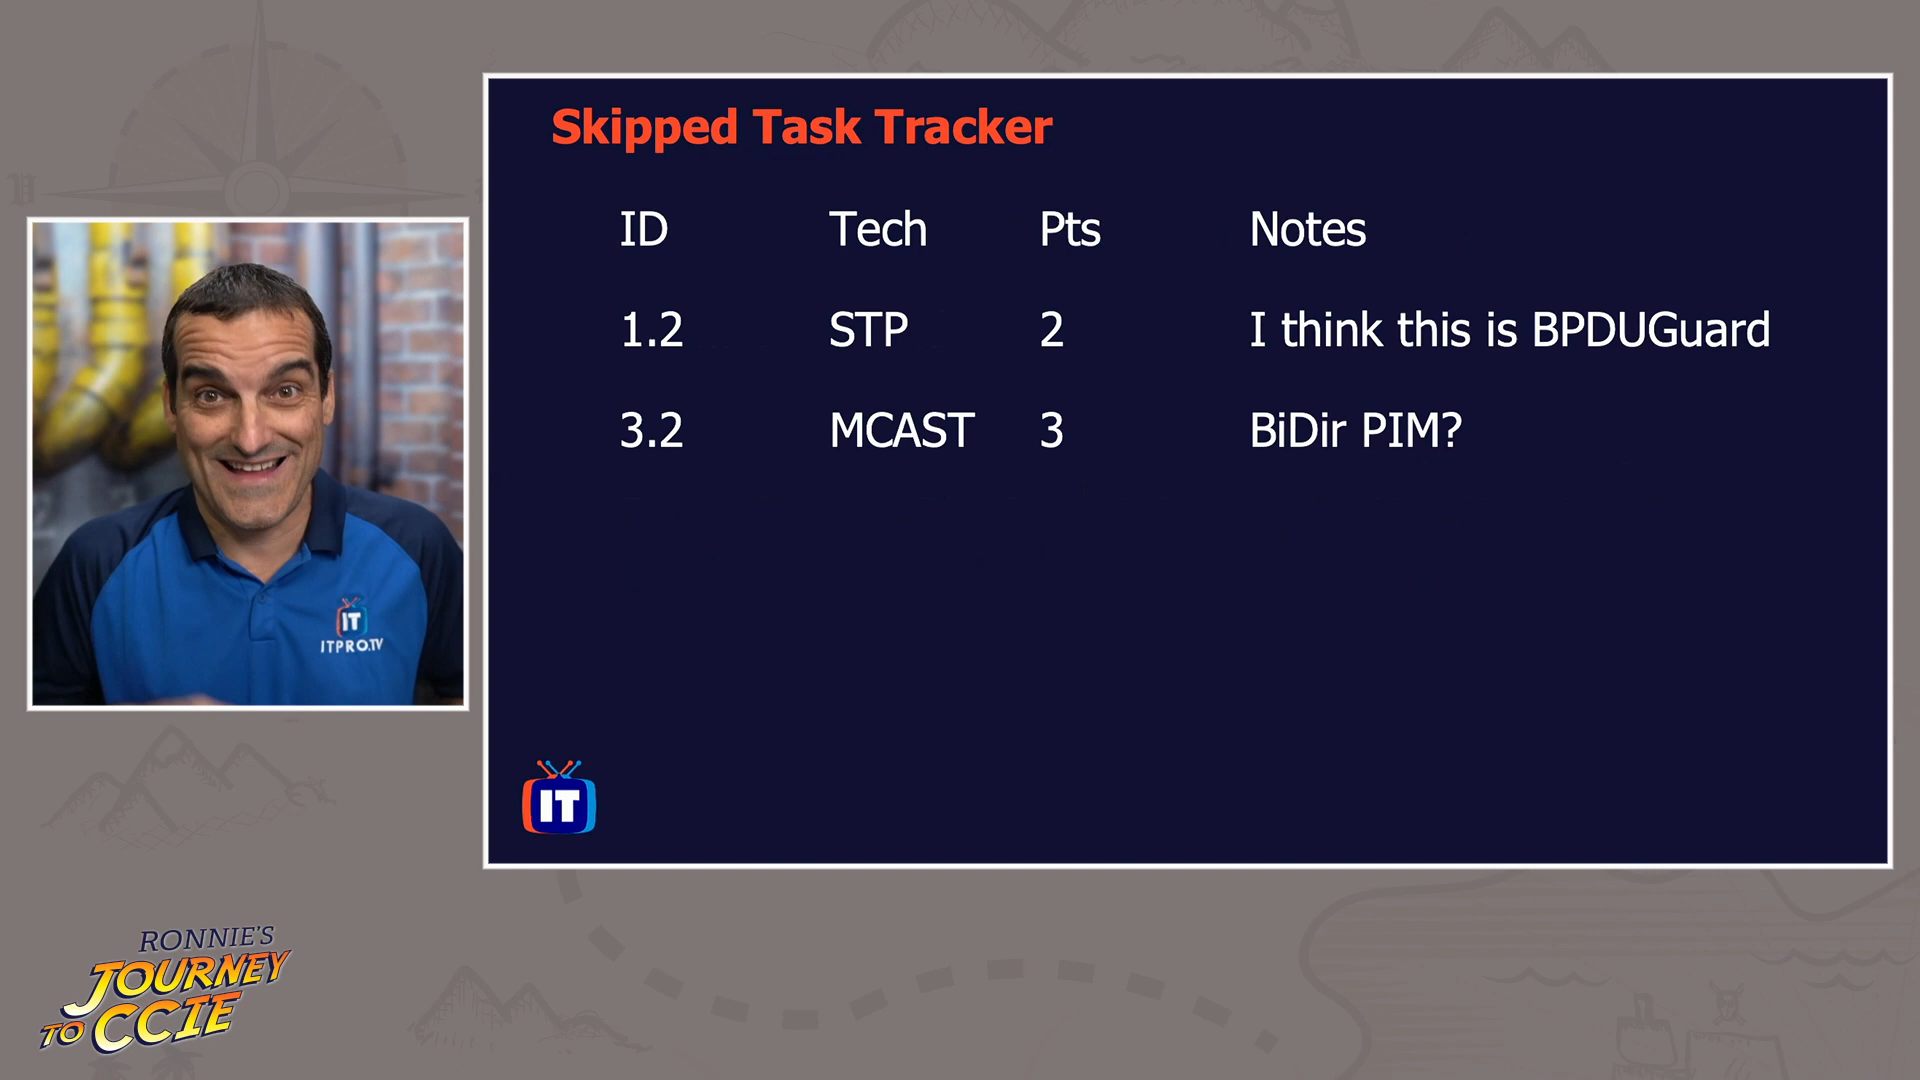 Skipped Task Tracker
ID Tech Pts Notes
1.2 STP 2 I think this is BPDUGuard
3.2 MCAST 3 BiDir PIM?
IT
ITPRO.TV
IT
RONNIE'S
JOURNEY
TO CCIE